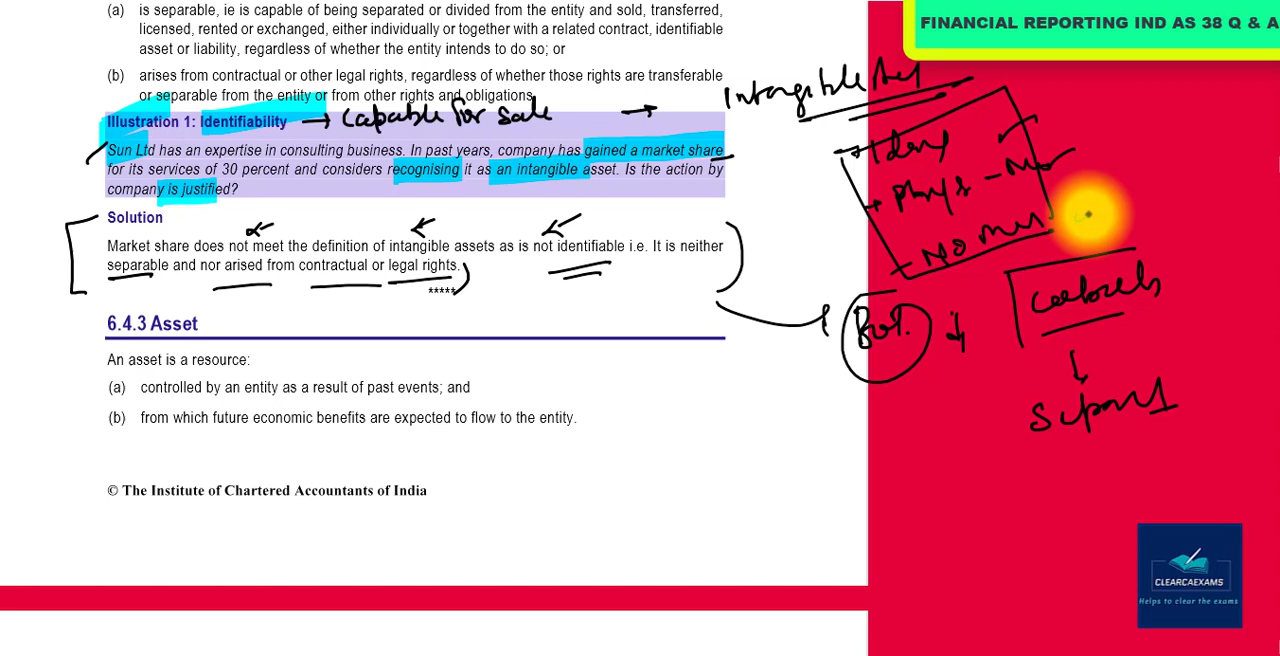 (a) is separable, ie is capable of being separated or divided from the entity and sold, transferred,
licensed, rented or exchanged, either individually or together with a related contract, identifiable
asset or liability, regardless of whether the entity intends to do so; or
FINANCIAL REPORTING IND AS 38 Q & A
(b) arises from contractual or other legal rights, regardless of whether those rights are transferable
or separable from the entity or from other rights and obligations
Intangible
Illustration 1: Identifiability
capable for sale
Sun Ltd has an expertise in consulting business. In past years, company has gained a market share
for its services of 30 percent and considers recognising it as an intangible asset. Is the action by
company is justified?
Solution
Market share does not meet the definition of intangible assets as is not identifiable i.e. It is neither
separable and nor arised from contractual or legal rights.
*****
No
But
6.4.3 Asset
An asset is a resource:
(a) controlled by an entity as a result of past events; and
(b) from which future economic benefits are expected to flow to the entity.
© The Institute of Chartered Accountants of India
CLEARCAEXAMS
Helps to clear the exams